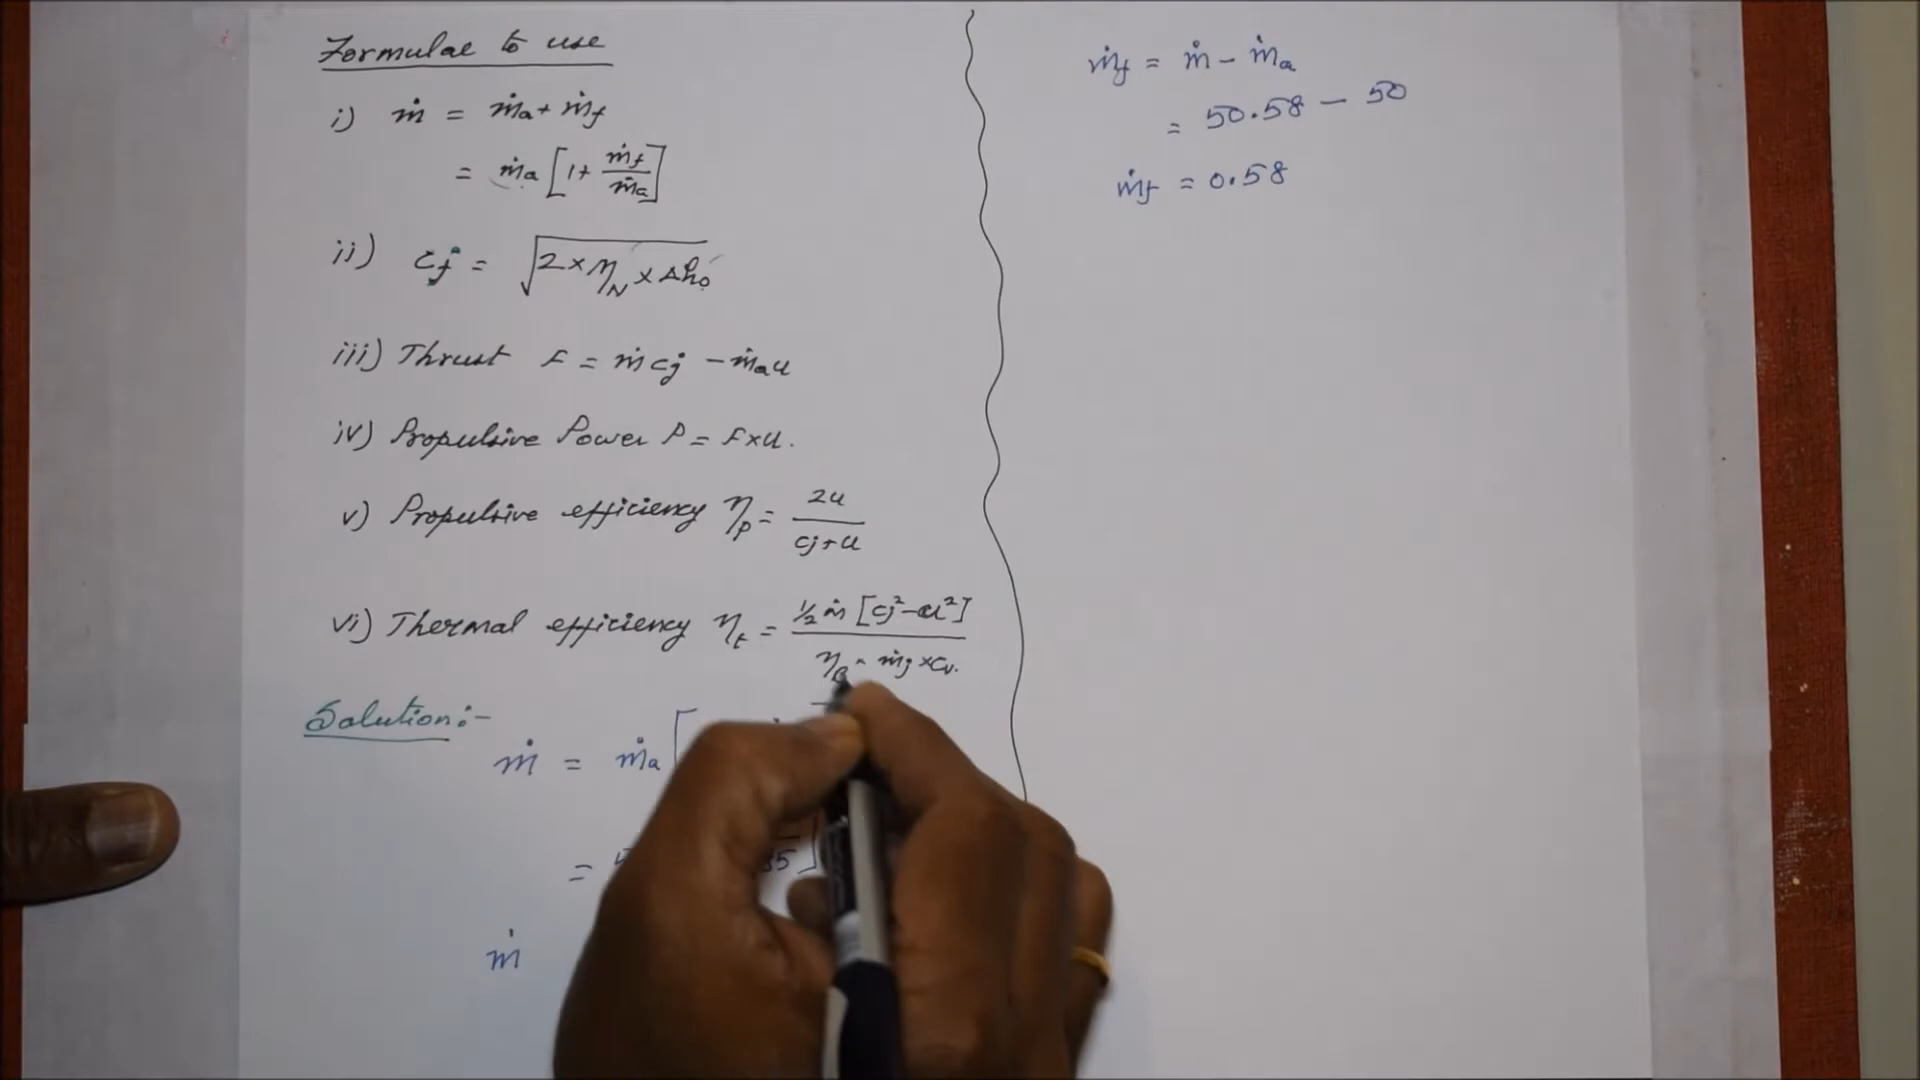 Formulae to use
i) ṁ = ṁa + ṁf
= ṁa [1 + ṁf/ṁa]
ii) cj = √(2 × ηN × Δh₀)
iii) Thrust F = ṁ cj - ṁa u
iv) Propulsive Power P = F × u.
v) Propulsive efficiency ηp = 2u / (cj + u)
vi) Thermal efficiency ηt = ½ ṁ [cj² - u²] / ηB × ṁf × Cv.
Solution:-
ṁ = ṁa [
=
35]
ṁ
ṁf = ṁ - ṁa
= 50.58 - 50
ṁf = 0.58